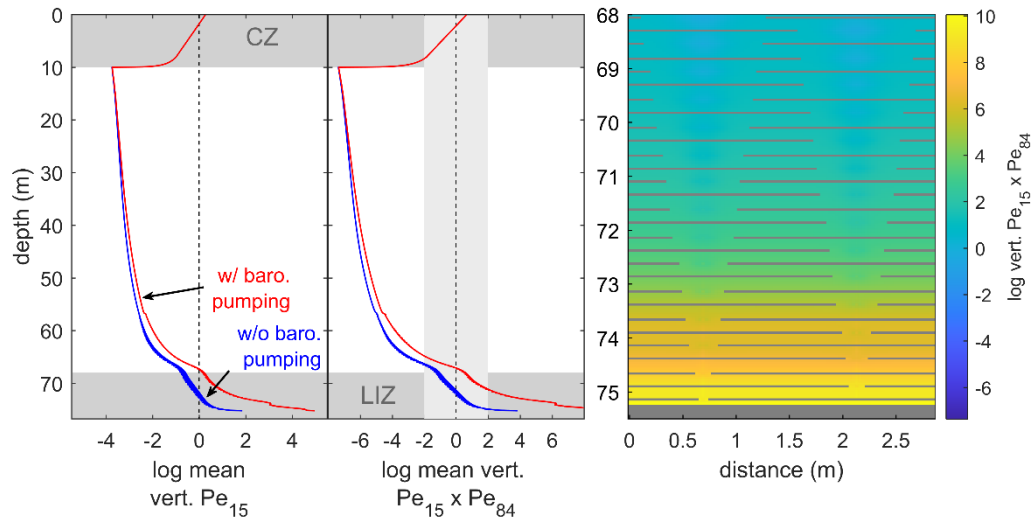 0
10
20
30
40
50
60
70
depth (m)
CZ
w/ baro.
pumping
w/o baro.
pumping
-4 -2 0 2 4
log mean
vert. Pe15
LIZ
-6 -4 -2 0 2 4 6
log mean vert.
Pe15 x Pe84
68
69
70
71
72
73
74
75
0 0.5 1 1.5 2 2.5
distance (m)
10
8
6
4
2
0
-2
-4
-6
log vert. Pe15 x Pe84